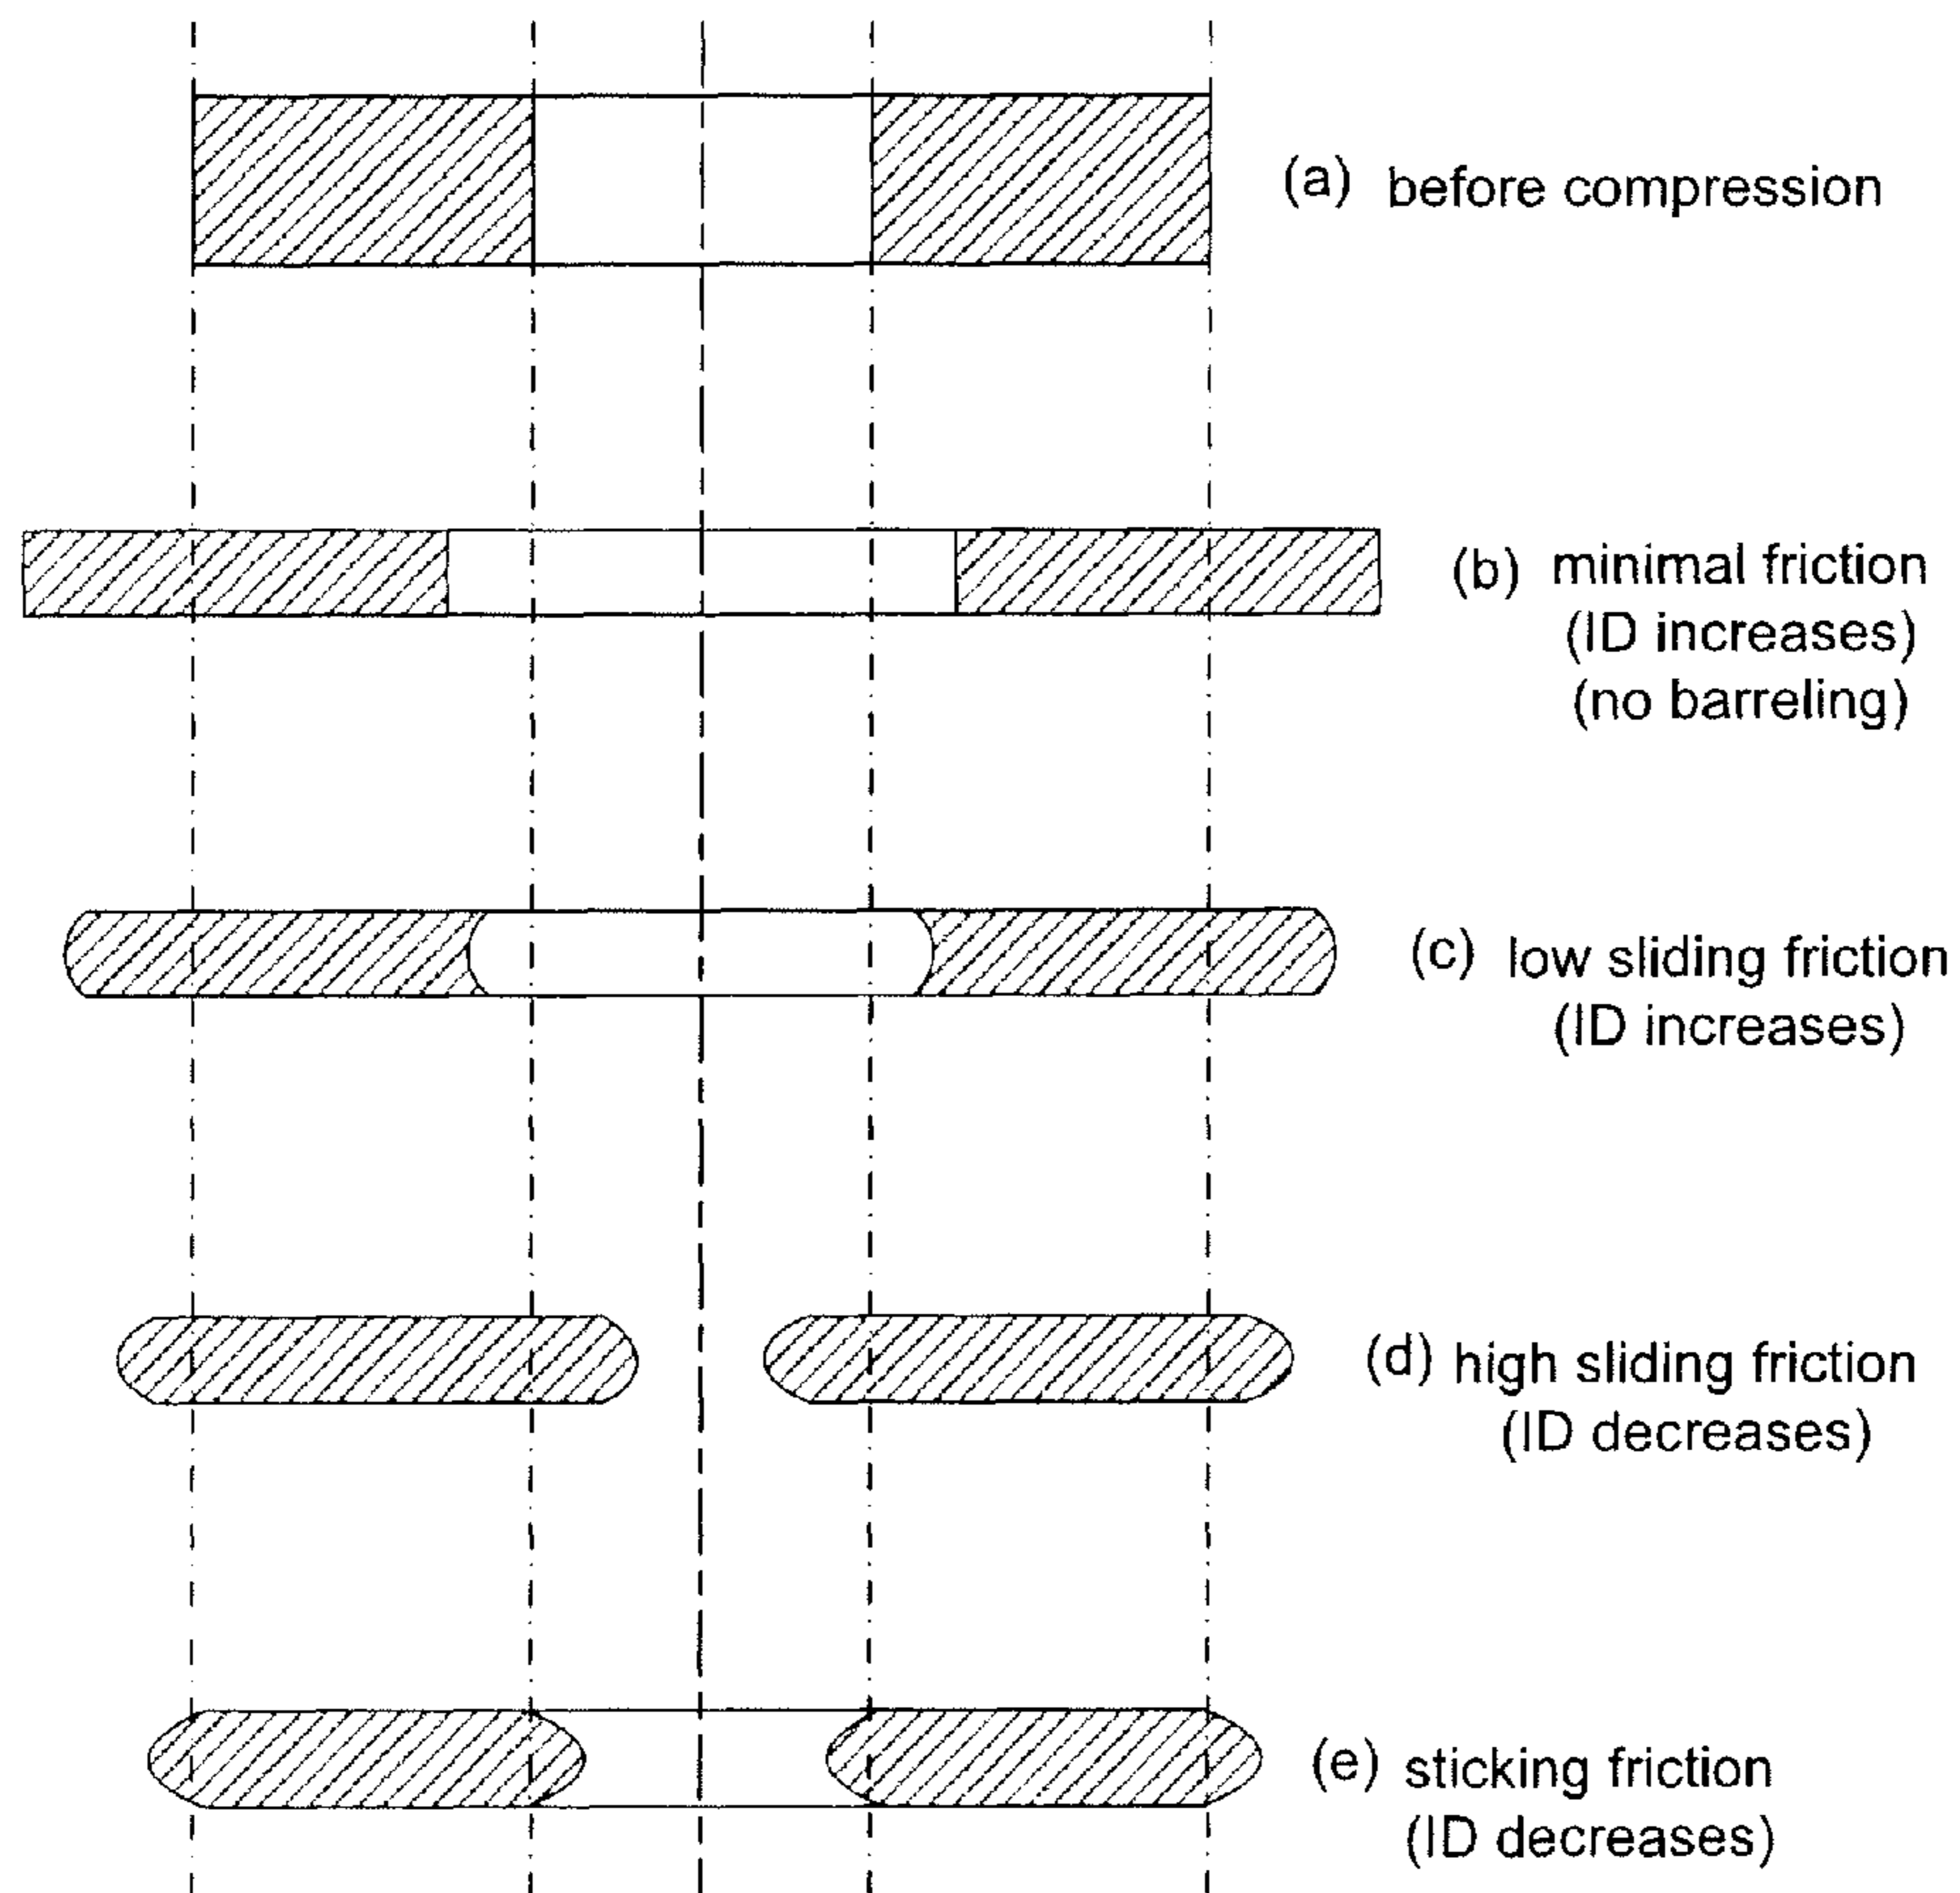 (a) before compression
(b) minimal friction
(ID increases)
(no barreling)
(c) low sliding friction
(ID increases)
(d) high sliding friction
(ID decreases)
(e) sticking friction
(ID decreases)